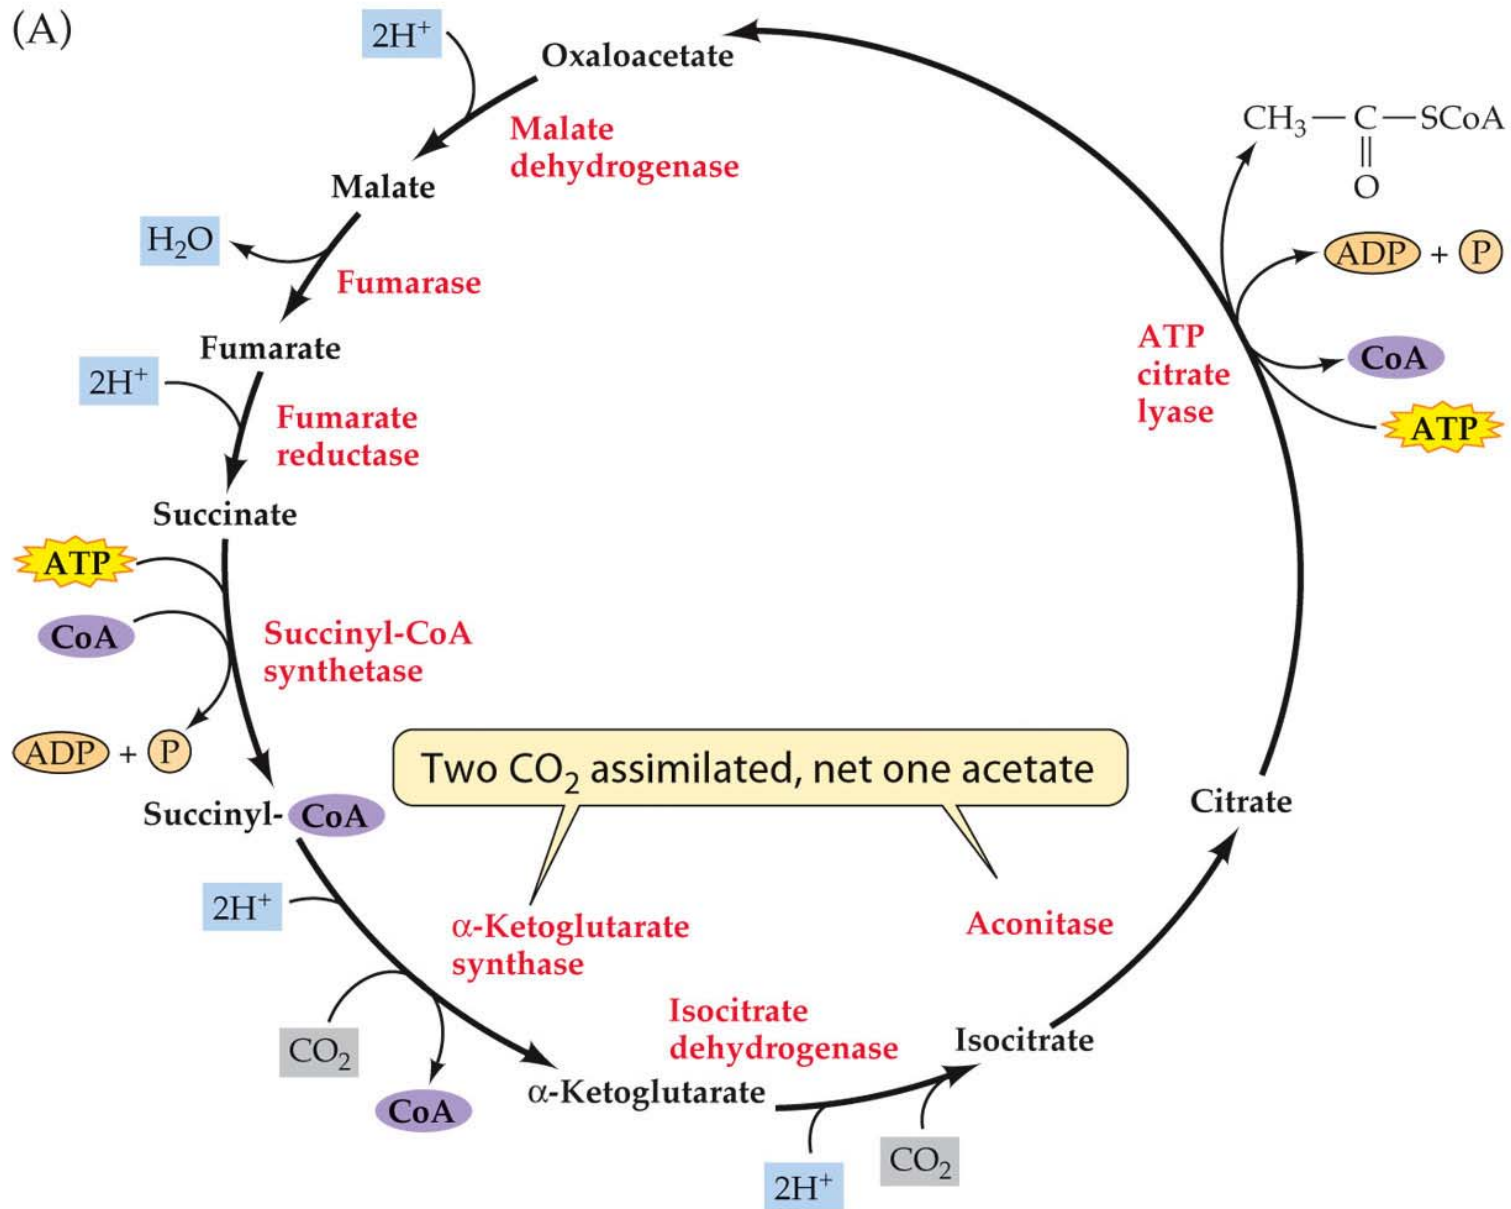 (A)
2H⁺
Oxaloacetate
CH₃—C—SCoA
||
O
Malate
dehydrogenase
Malate
H₂O
Fumarase
ADP + P
Fumarate
ATP
citrate
lyase
CoA
2H⁺
Fumarate
reductase
ATP
Succinate
ATP
CoA
Succinyl-CoA
synthetase
ADP + P
Two CO₂ assimilated, net one acetate
Succinyl- CoA
Citrate
2H⁺
α-Ketoglutarate
synthase
Aconitase
CO₂
Isocitrate
dehydrogenase
Isocitrate
CoA
α-Ketoglutarate
2H⁺
CO₂